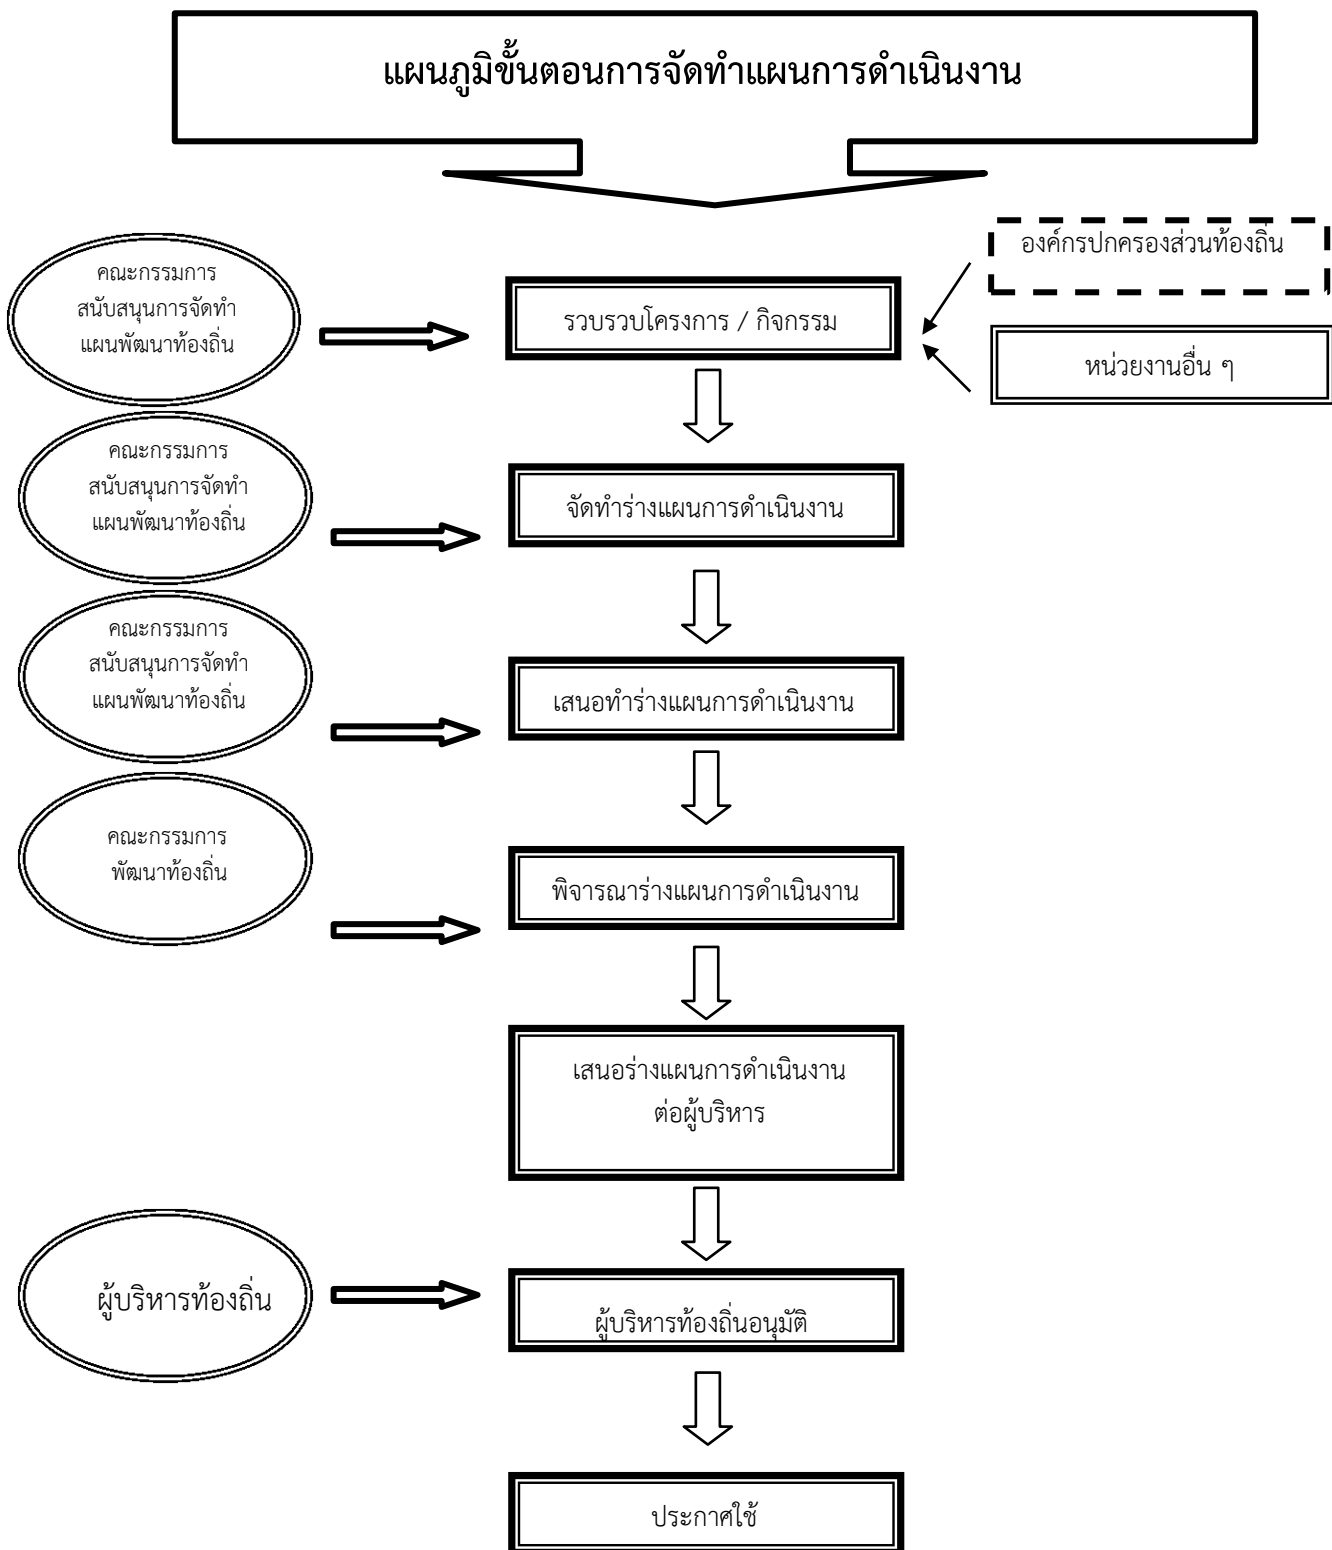 แผนภูมิขั้นตอนการจัดทำแผนการดำเนินงาน
องค์กรปกครองส่วนท้องถิ่น
คณะกรรมการ
สนับสนุนการจัดทำ
แผนพัฒนาท้องถิ่น
รวบรวบโครงการ / กิจกรรม
หน่วยงานอื่น ๆ
คณะกรรมการ
สนับสนุนการจัดทำ
แผนพัฒนาท้องถิ่น
จัดทำร่างแผนการดำเนินงาน
คณะกรรมการ
สนับสนุนการจัดทำ
แผนพัฒนาท้องถิ่น
เสนอทำร่างแผนการดำเนินงาน
คณะกรรมการ
พัฒนาท้องถิ่น
พิจารณาร่างแผนการดำเนินงาน
เสนอร่างแผนการดำเนินงาน
ต่อผู้บริหาร
ผู้บริหารท้องถิ่น
ผู้บริหารท้องถิ่นอนุมัติ
ประกาศใช้